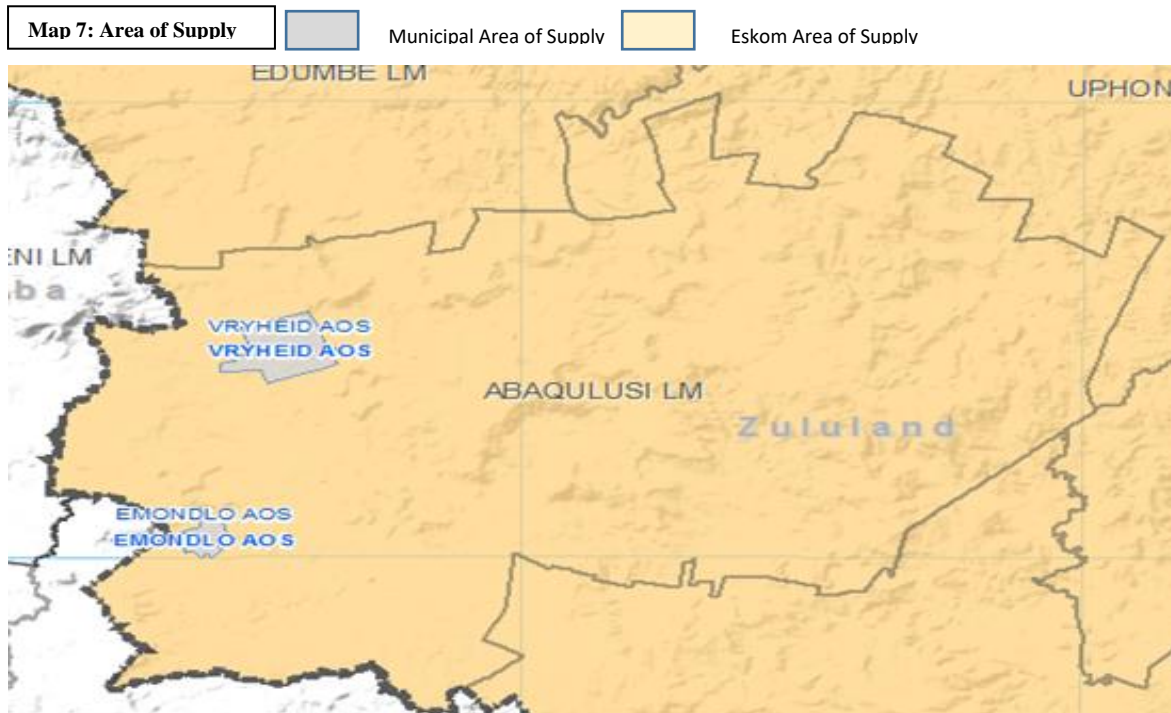 Map 7: Area of Supply
Municipal Area of Supply
Eskom Area of Supply
EDUMBE LM
UPHON
ENI LM
ba
VRYHEID AOS
VRYHEID AOS
ABAQULUSI LM
Zululand
EMONDLO AOS
EMONDLO AOS